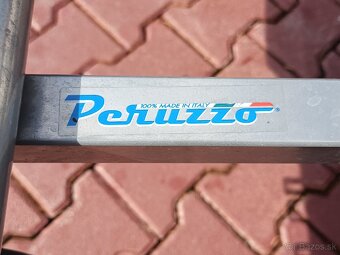 100% MADE IN ITALY
Peruzzo
®
Bazos.sk